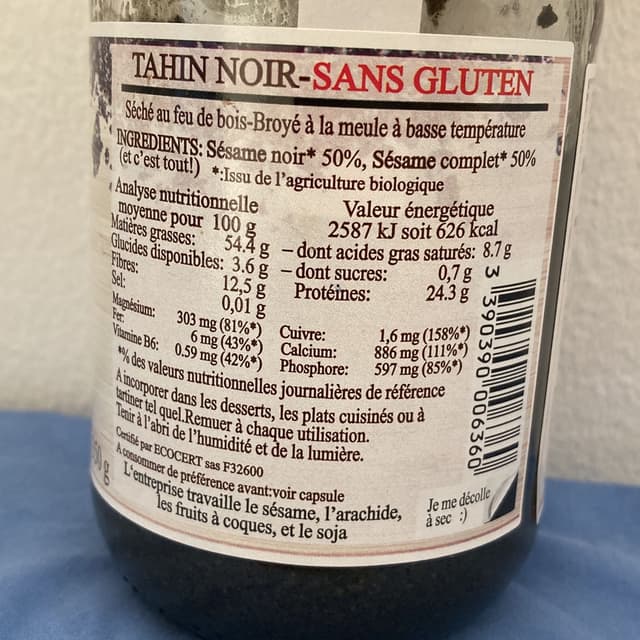 TAHIN NOIR-SANS GLUTEN
Séché au feu de bois-Broyé à la meule à basse température
INGREDIENTS: Sésame noir* 50%, Sésame complet* 50%
(et c'est tout!) *:Issu de l'agriculture biologique
Analyse nutritionnelle
moyenne pour 100 g
Valeur énergétique
2587 kJ soit 626 kcal
Matières grasses: 54.4 g – dont acides gras saturés: 8.7 g
Glucides disponibles: 3.6 g – dont sucres: 0,7 g
Fibres: 12,5 g Protéines: 24.3 g
Sel: 0,01 g
Magnésium: 303 mg (81%*) Cuivre: 1,6 mg (158%*)
Fer: 6 mg (43%*) Calcium: 886 mg (111%*)
Vitamine B6: 0.59 mg (42%*) Phosphore: 597 mg (85%*)
*% des valeurs nutritionnelles journalières de référence
A incorporer dans les desserts, les plats cuisinés ou à
tartiner tel quel.Remuer à chaque utilisation.
Tenir à l'abri de l'humidité et de la lumière.
Certifié par ECOCERT sas F32600
A consommer de préférence avant:voir capsule
L'entreprise travaille le sésame, l'arachide,
les fruits à coques, et le soja
Je me décolle
à sec :)
3 390390 006360
50 g